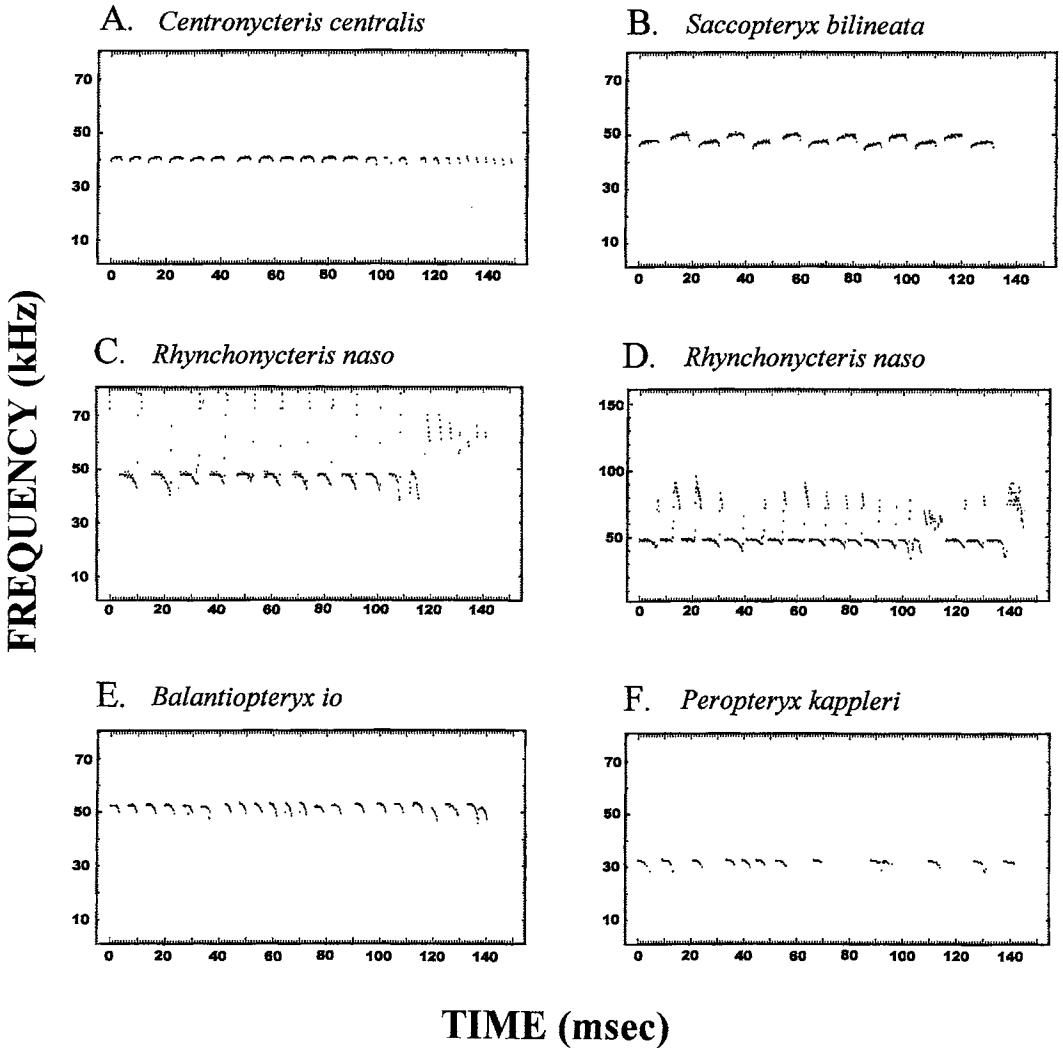 A. Centronycteris centralis
70
50
30
10
0 20 40 60 80 100 120 140
B. Saccopteryx bilineata
70
50
30
10
0 20 40 60 80 100 120 140
C. Rhynchonycteris naso
70
50
30
10
0 20 40 60 80 100 120 140
D. Rhynchonycteris naso
150
100
50
0
0 20 40 60 80 100 120 140
E. Balantiopteryx io
70
50
30
10
0 20 40 60 80 100 120 140
F. Peropteryx kappleri
70
50
30
10
0 20 40 60 80 100 120 140
FREQUENCY (kHz)
TIME (msec)